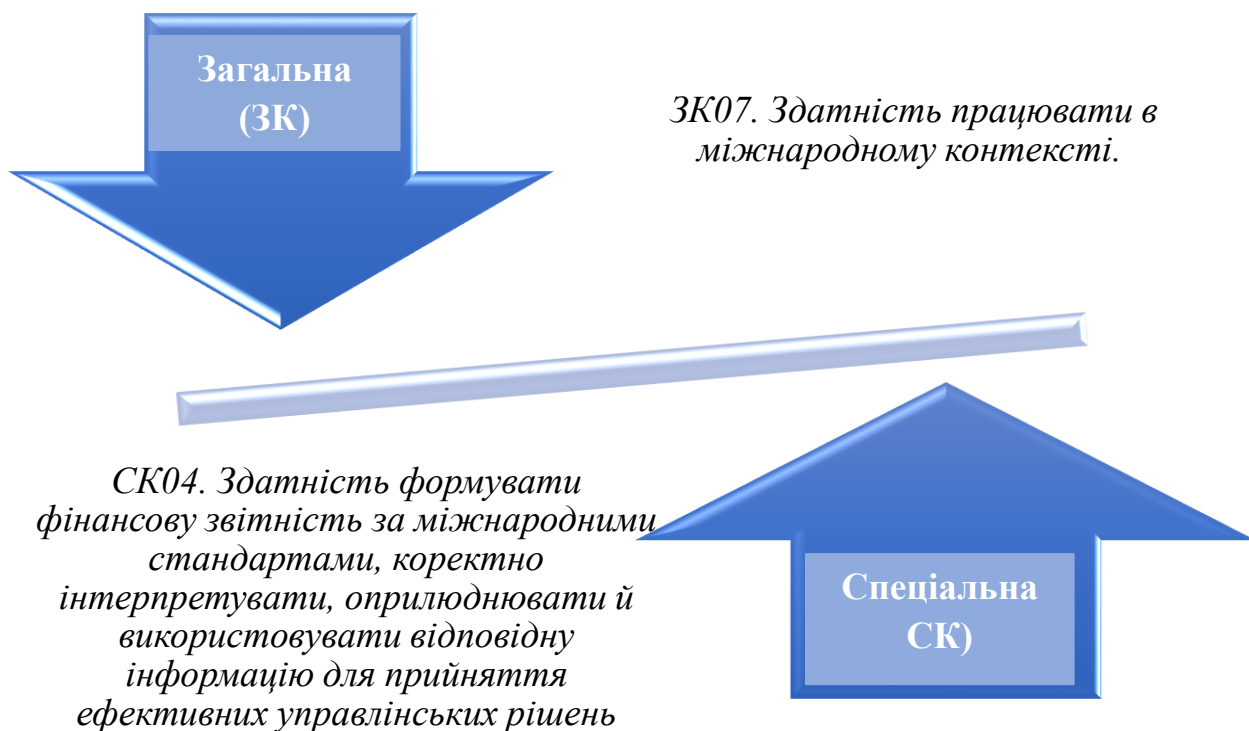 Загальна
(ЗК)
ЗК07. Здатність працювати в
міжнародному контексті.
СК04. Здатність формувати
фінансову звітність за міжнародними
стандартами, коректно
інтерпретувати, оприлюднювати й
використовувати відповідну
інформацію для прийняття
ефективних управлінських рішень
Спеціальна
СК)